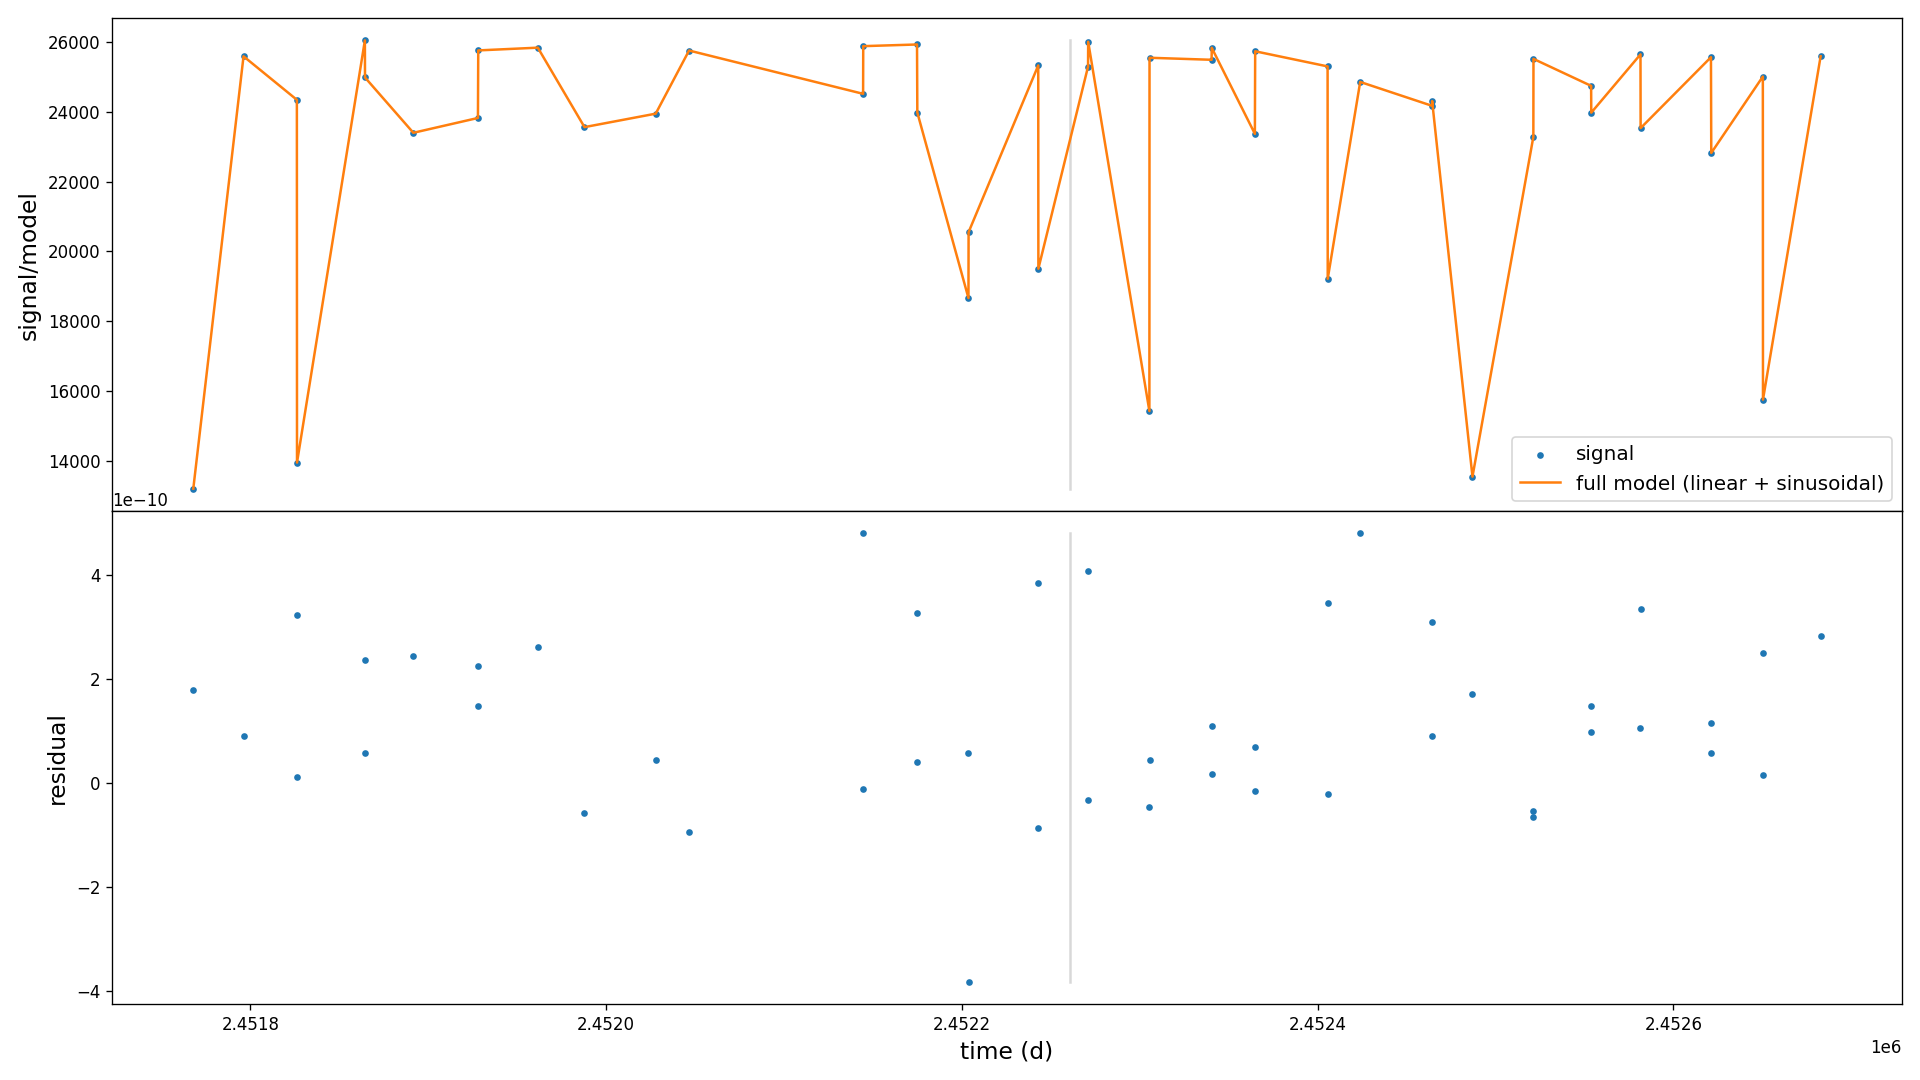 26000
24000
22000
20000
18000
16000
14000
signal/model
signal
full model (linear + sinusoidal)
1e−10
4
2
0
−2
−4
residual
2.4518
2.4520
2.4522
2.4524
2.4526
time (d)
1e6